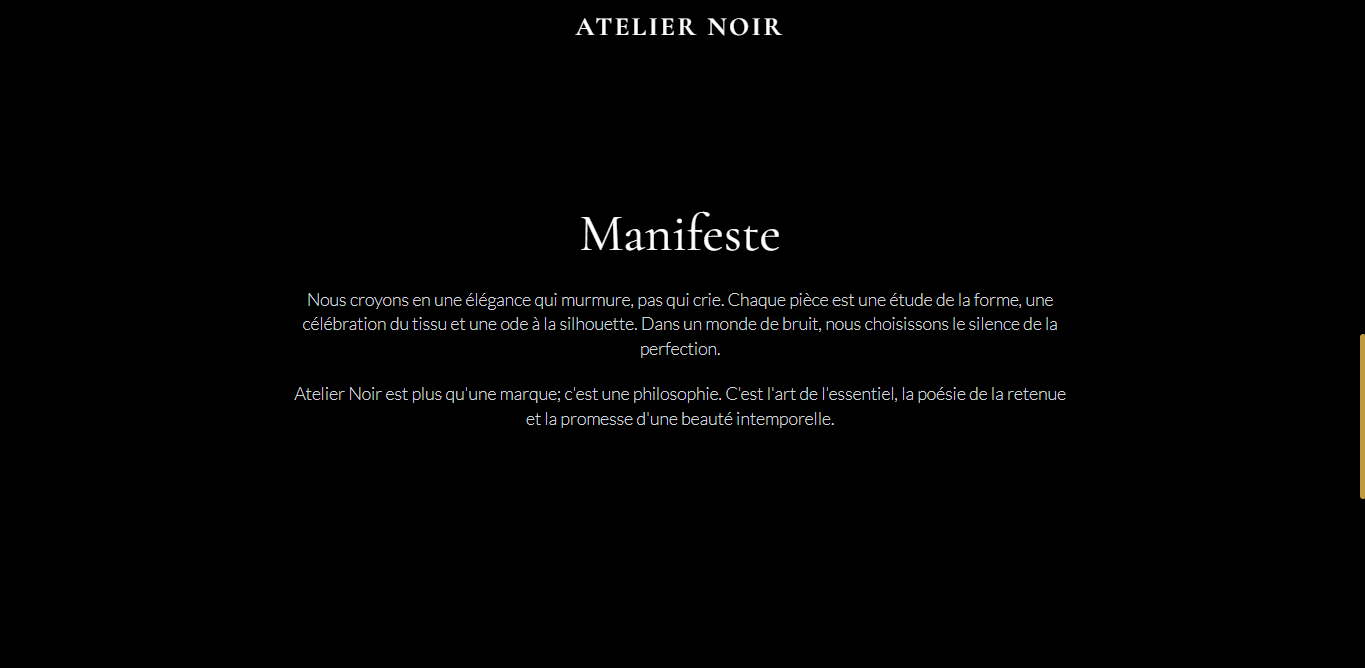 ATELIER NOIR
Manifeste
Nous croyons en une élégance qui murmure, pas qui crie. Chaque pièce est une étude de la forme, une
célébration du tissu et une ode à la silhouette. Dans un monde de bruit, nous choisissons le silence de la
perfection.
Atelier Noir est plus qu'une marque; c'est une philosophie. C'est l'art de l'essentiel, la poésie de la retenue
et la promesse d'une beauté intemporelle.